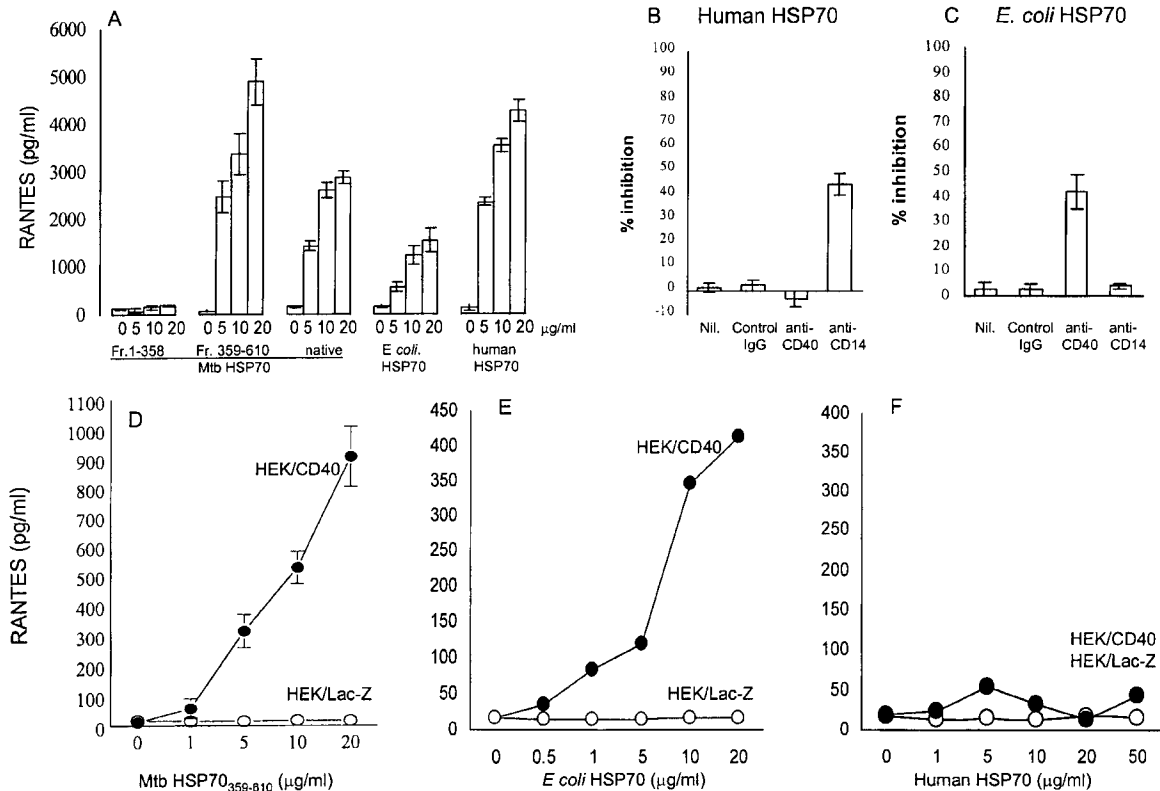 A
RANTES (pg/ml)
6000
5000
4000
3000
2000
1000
0
0 5 10 20 0 5 10 20 0 5 10 20 0 5 10 20 0 5 10 20 μg/ml
Fr.1-358 Fr. 359-610 native E coli. human
Mtb HSP70 HSP70 HSP70
B Human HSP70
% inhibition
100
90
80
70
60
50
40
30
20
10
0
-10
Nil. Control anti- anti-
IgG CD40 CD14
C E. coli HSP70
% inhibition
100
90
80
70
60
50
40
30
20
10
0
Nil. Control anti- anti-
IgG CD40 CD14
D
RANTES (pg/ml)
1100
1000
900
800
700
600
500
400
300
200
100
0
HEK/CD40
HEK/Lac-Z
0 1 5 10 20
Mtb HSP70359-610 (μg/ml)
E
450
400
350
300
250
200
150
100
50
0
HEK/CD40
HEK/Lac-Z
0 0.5 1 5 10 20
E coli HSP70 (μg/ml)
F
400
350
300
250
200
150
100
50
0
HEK/CD40
HEK/Lac-Z
0 1 5 10 20 50
Human HSP70 (μg/ml)